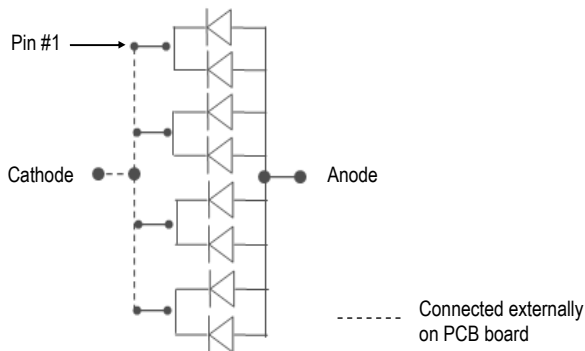 Pin #1
Cathode
Anode
Connected externally
on PCB board